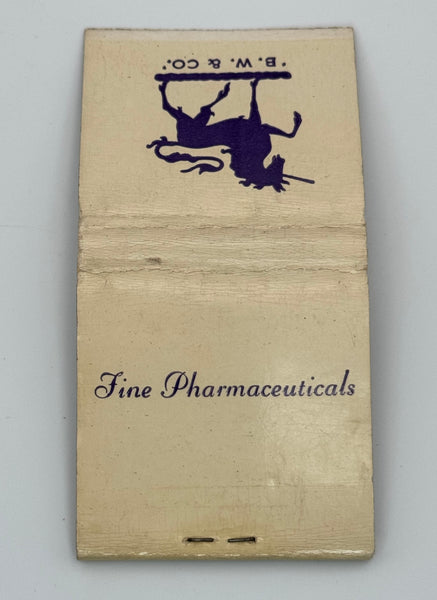 'B. W. & CO.'
Fine Pharmaceuticals